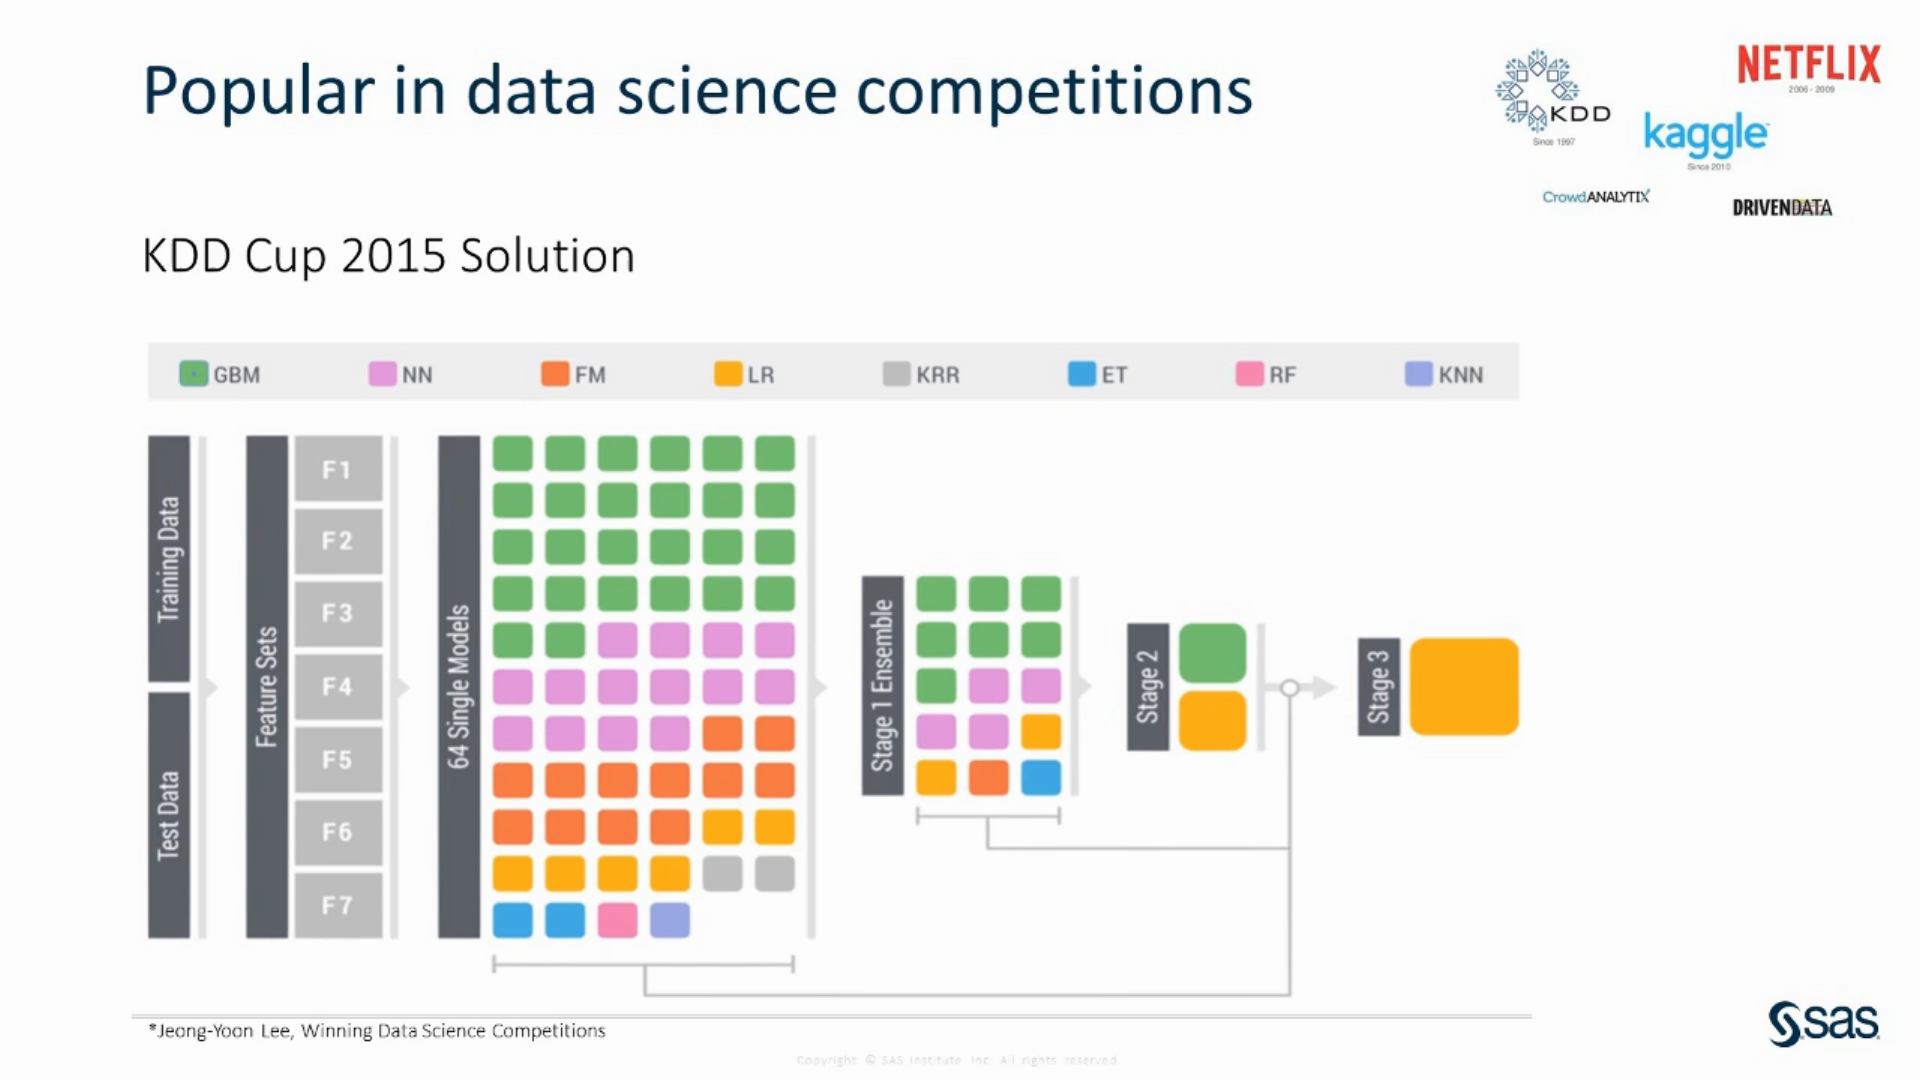 Popular in data science competitions
KDD
Since 1997
NETFLIX
2006 - 2009
kaggle
Since 2010
CrowdANALYTIX
DRIVENDATA
KDD Cup 2015 Solution
GBM
NN
FM
LR
KRR
ET
RF
KNN
Training Data
Test Data
Feature Sets
F1
F2
F3
F4
F5
F6
F7
64 Single Models
Stage 1 Ensemble
Stage 2
Stage 3
*Jeong-Yoon Lee, Winning Data Science Competitions
Copyright © SAS Institute Inc. All rights reserved.
sas